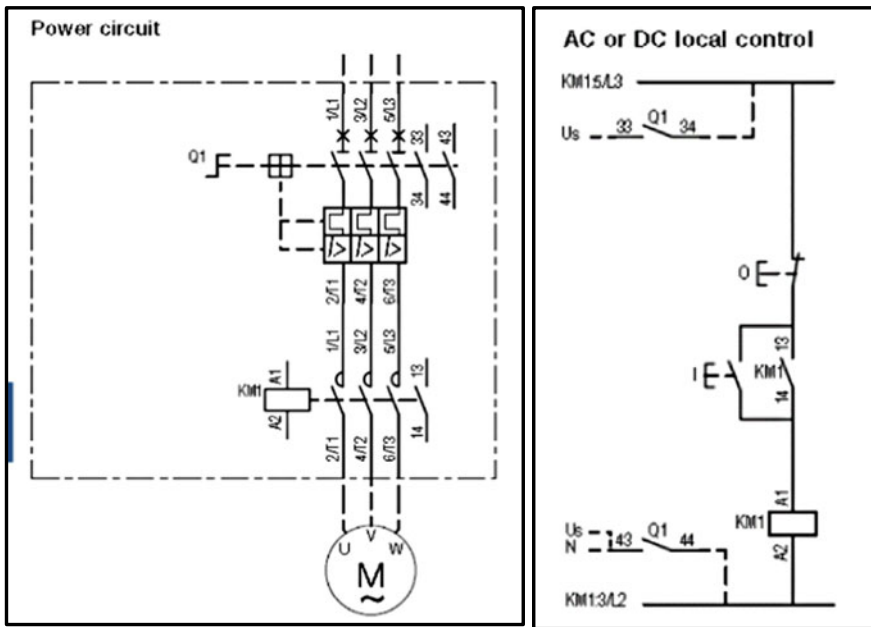 Power circuit
1/L1 3/L2 5/L3
33 43
Q1
34 44
I> I> I>
2/T1 4/T2 6/T3
1/L1 3/L2 5/L3
A1 13
KM1
A2 14
2/T1 4/T2 6/T3
U V W
M
~
AC or DC local control
KM1:5/L3
Us 33 Q1 34
O
13
I KM1
14
A1
KM1
A2
Us
N 43 Q1 44
KM1:3/L2